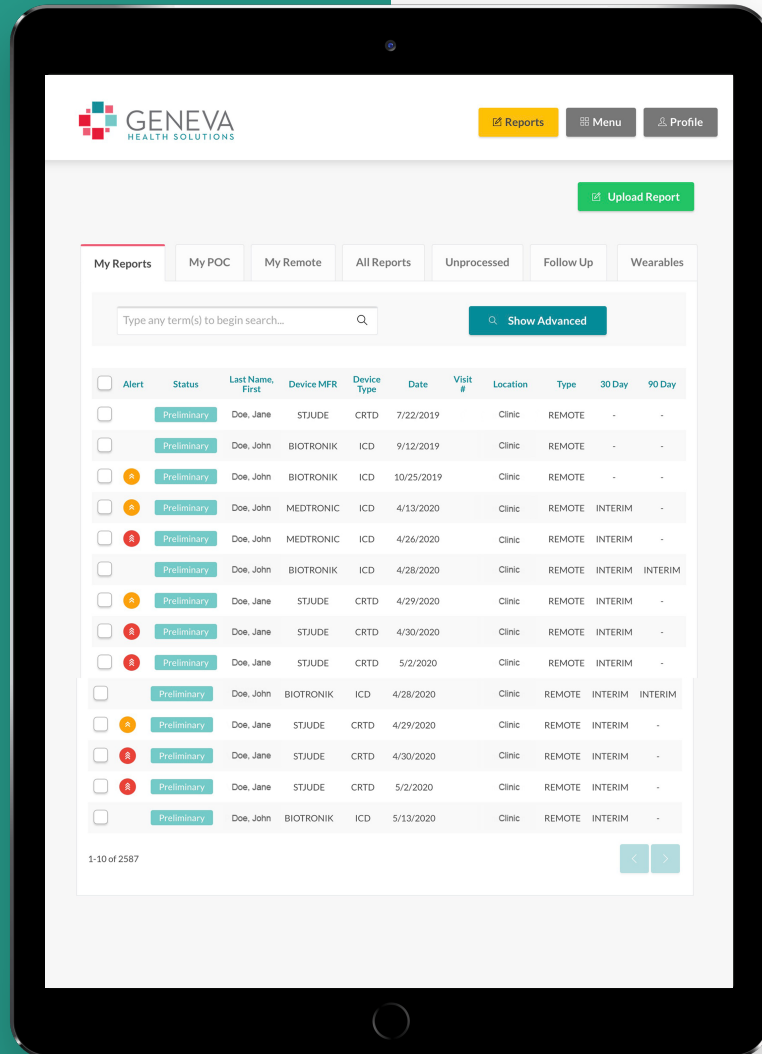 GENEVA
HEALTH SOLUTIONS
Reports Menu Profile
Upload Report
My Reports My POC My Remote All Reports Unprocessed Follow Up Wearables
Type any term(s) to begin search... Show Advanced
Alert Status Last Name, First Device MFR Device Type Date Visit # Location Type 30 Day 90 Day
Preliminary Doe, Jane STJUDE CRTD 7/22/2019 Clinic REMOTE - -
Preliminary Doe, John BIOTRONIK ICD 9/12/2019 Clinic REMOTE - -
Preliminary Doe, John BIOTRONIK ICD 10/25/2019 Clinic REMOTE - -
Preliminary Doe, John MEDTRONIC ICD 4/13/2020 Clinic REMOTE INTERIM -
Preliminary Doe, John MEDTRONIC ICD 4/26/2020 Clinic REMOTE INTERIM -
Preliminary Doe, John BIOTRONIK ICD 4/28/2020 Clinic REMOTE INTERIM INTERIM
Preliminary Doe, Jane STJUDE CRTD 4/29/2020 Clinic REMOTE INTERIM -
Preliminary Doe, Jane STJUDE CRTD 4/30/2020 Clinic REMOTE INTERIM -
Preliminary Doe, Jane STJUDE CRTD 5/2/2020 Clinic REMOTE INTERIM -
Preliminary Doe, John BIOTRONIK ICD 4/28/2020 Clinic REMOTE INTERIM INTERIM
Preliminary Doe, Jane STJUDE CRTD 4/29/2020 Clinic REMOTE INTERIM -
Preliminary Doe, Jane STJUDE CRTD 4/30/2020 Clinic REMOTE INTERIM -
Preliminary Doe, Jane STJUDE CRTD 5/2/2020 Clinic REMOTE INTERIM -
Preliminary Doe, John BIOTRONIK ICD 5/13/2020 Clinic REMOTE INTERIM -
1-10 of 2587